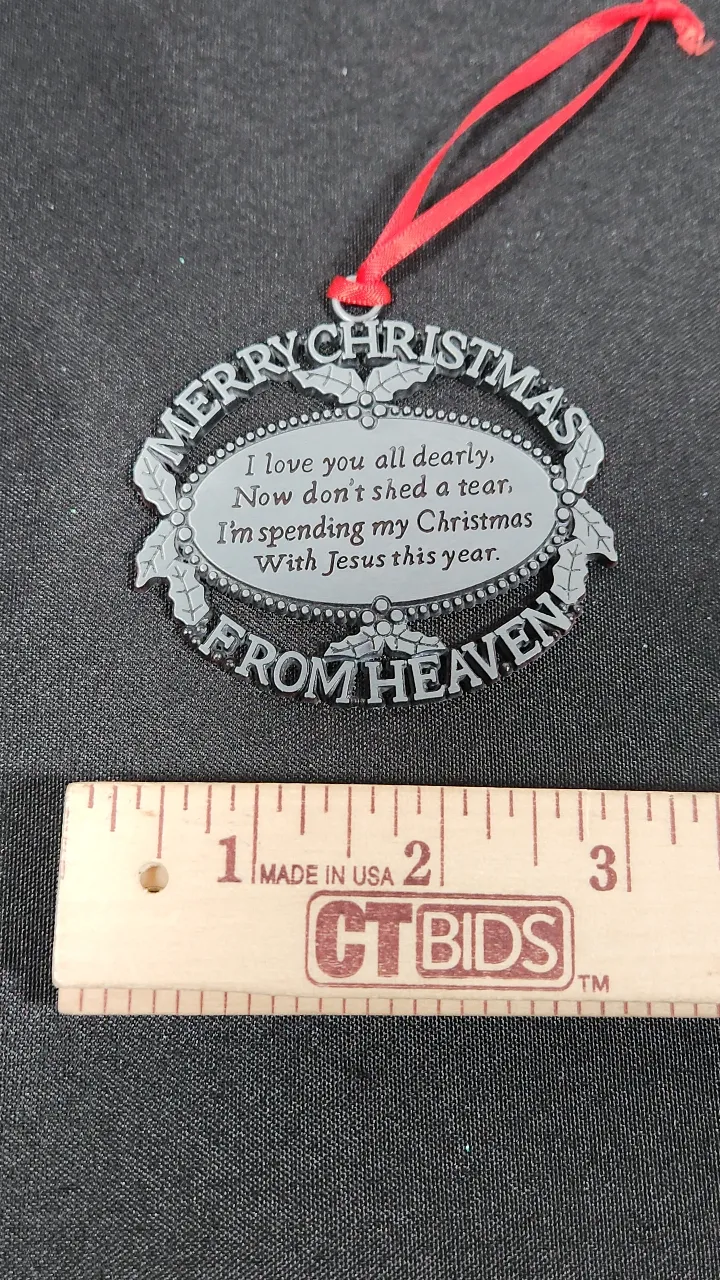 MERRY CHRISTMAS
I love you all dearly,
Now don't shed a tear,
I'm spending my Christmas
With Jesus this year.
FROM HEAVEN!
1 MADE IN USA 2 3
CTBIDS TM